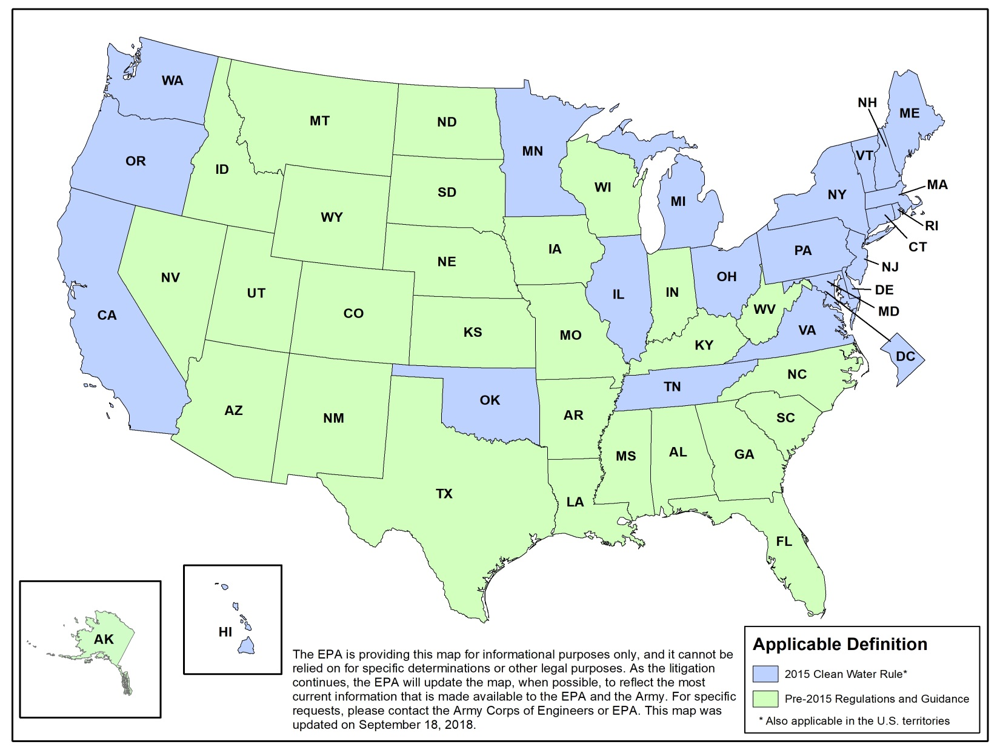 WA
NH
ME
MT
ND
MN
VT
OR
ID
WI
MA
SD
NY
MI
WY
RI
IA
CT
PA
NE
NJ
NV
OH
UT
IL
IN
DE
WV
MD
CA
CO
KS
MO
VA
KY
DC
NC
TN
OK
AZ
NM
AR
SC
MS
AL
GA
TX
LA
FL
AK
HI
The EPA is providing this map for informational purposes only, and it cannot be
relied on for specific determinations or other legal purposes. As the litigation
continues, the EPA will update the map, when possible, to reflect the most
current information that is made available to the EPA and the Army. For specific
requests, please contact the Army Corps of Engineers or EPA. This map was
updated on September 18, 2018.
Applicable Definition
2015 Clean Water Rule*
Pre-2015 Regulations and Guidance
* Also applicable in the U.S. territories